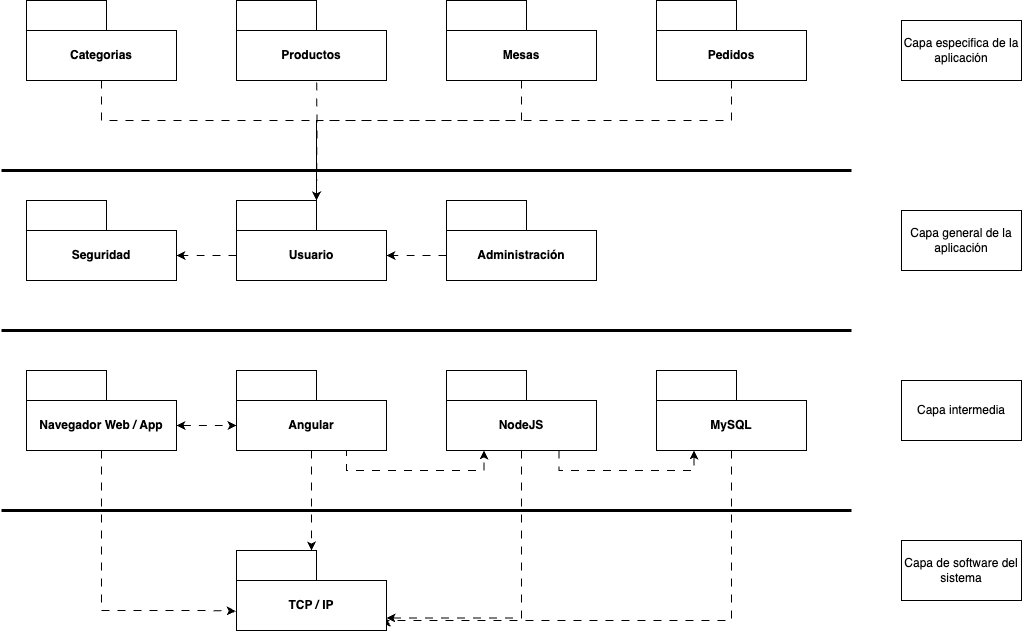 Categorias
Productos
Mesas
Pedidos
Capa especifica de la
aplicación
Seguridad
Usuario
Administración
Capa general de la
aplicación
Navegador Web / App
Angular
NodeJS
MySQL
Capa intermedia
TCP / IP
Capa de software del
sistema